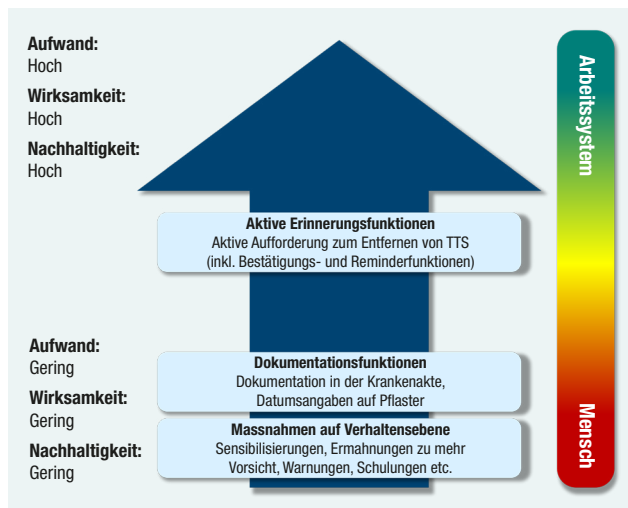 Aufwand:
Hoch
Wirksamkeit:
Hoch
Nachhaltigkeit:
Hoch
Arbeitssystem
Aktive Erinnerungsfunktionen
Aktive Aufforderung zum Entfernen von TTS
(inkl. Bestätigungs- und Reminderfunktionen)
Aufwand:
Gering
Wirksamkeit:
Gering
Nachhaltigkeit:
Gering
Dokumentationsfunktionen
Dokumentation in der Krankenakte,
Datumsangaben auf Pflaster
Massnahmen auf Verhaltensebene
Sensibilisierungen, Ermahnungen zu mehr
Vorsicht, Warnungen, Schulungen etc.
Mensch